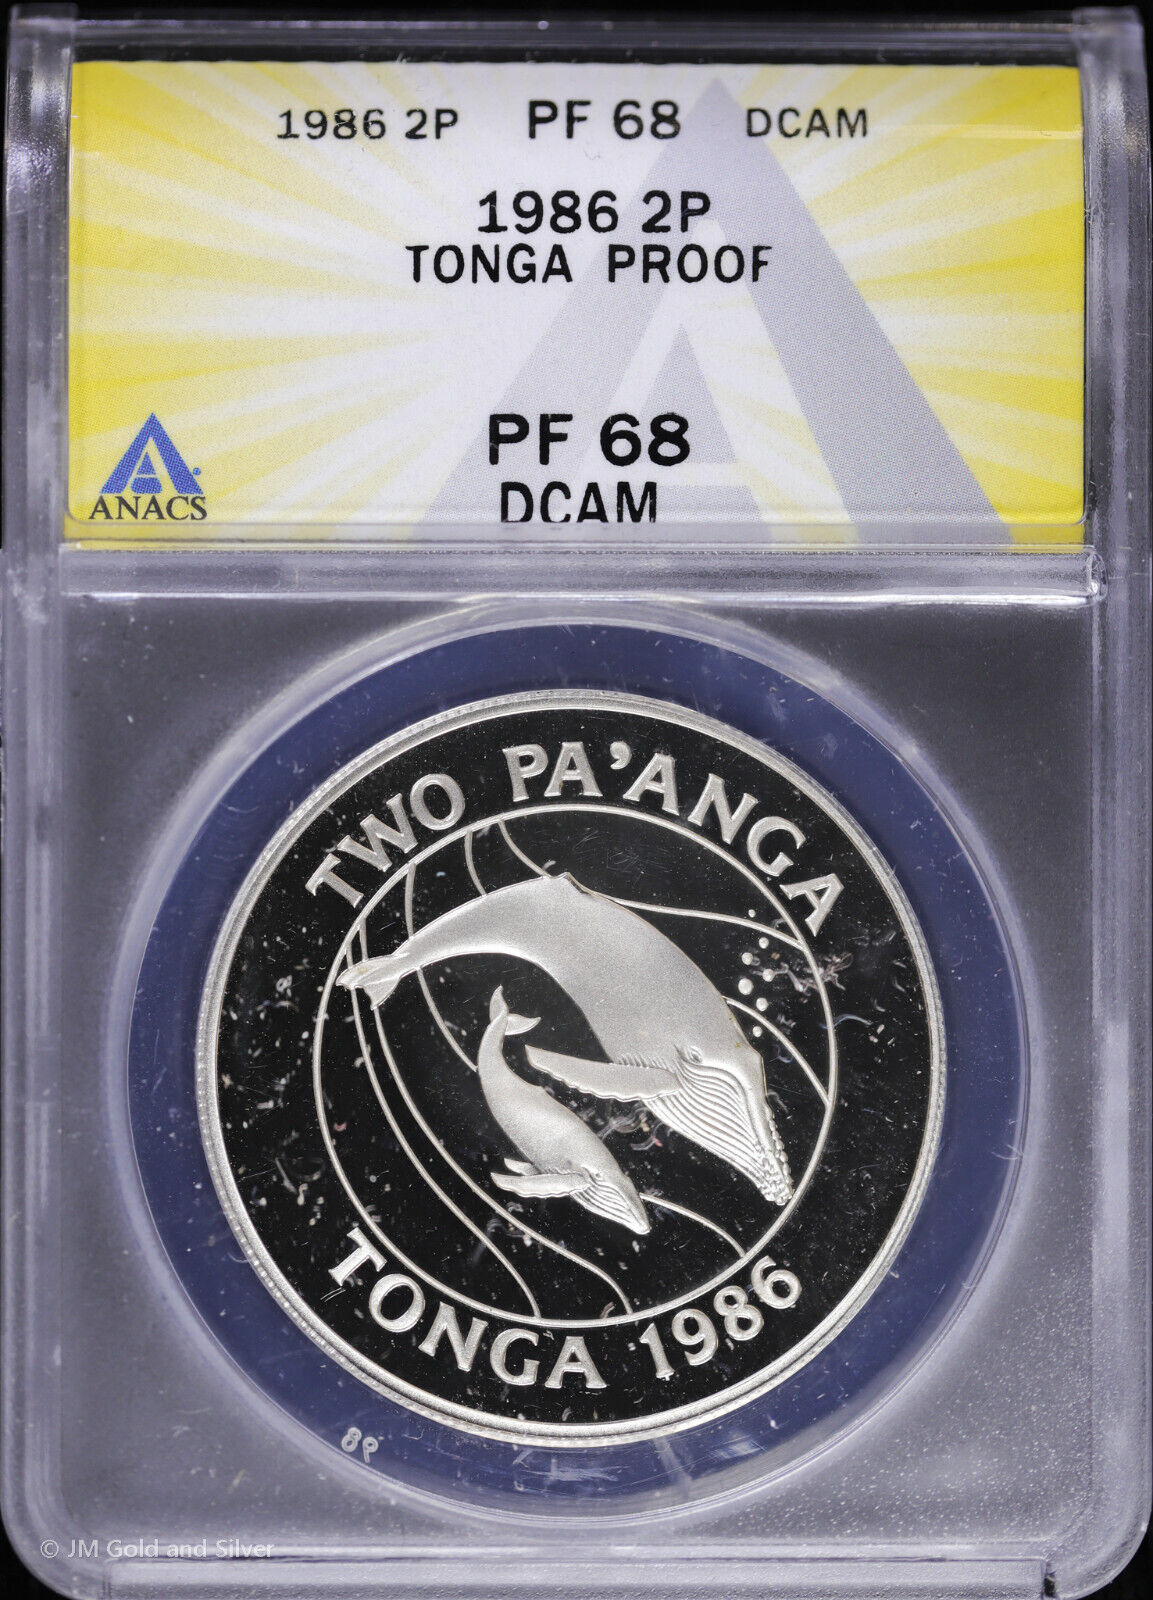 1986 2P PF 68 DCAM
1986 2P
TONGA PROOF
PF 68
DCAM
ANACS
TWO PA'ANGA
TONGA 1986
89
© JM Gold and Silver